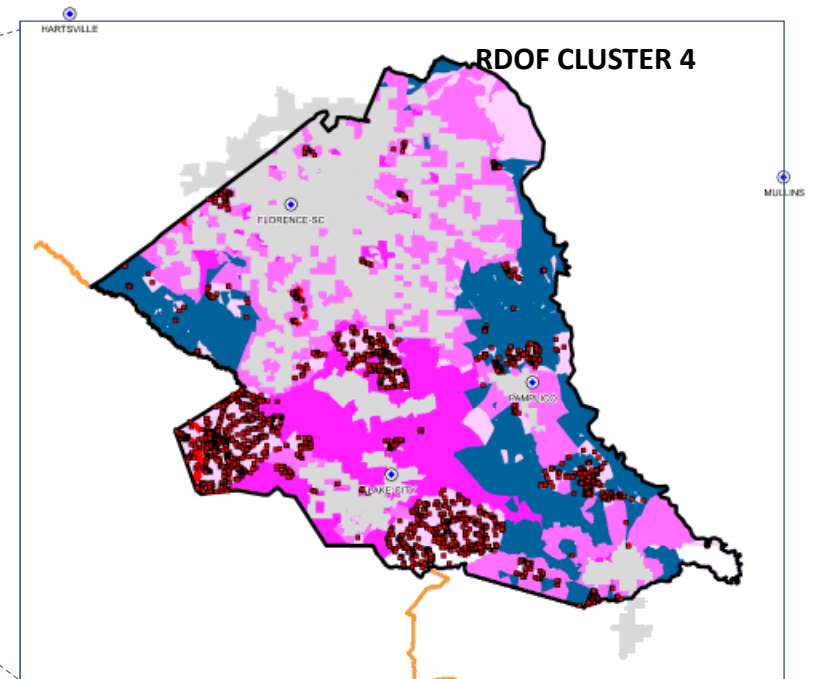 HARTSVILLE
RDOF CLUSTER 4
MULLINS
FLORENCE-SC
PAMPLICO
LAKE CITY